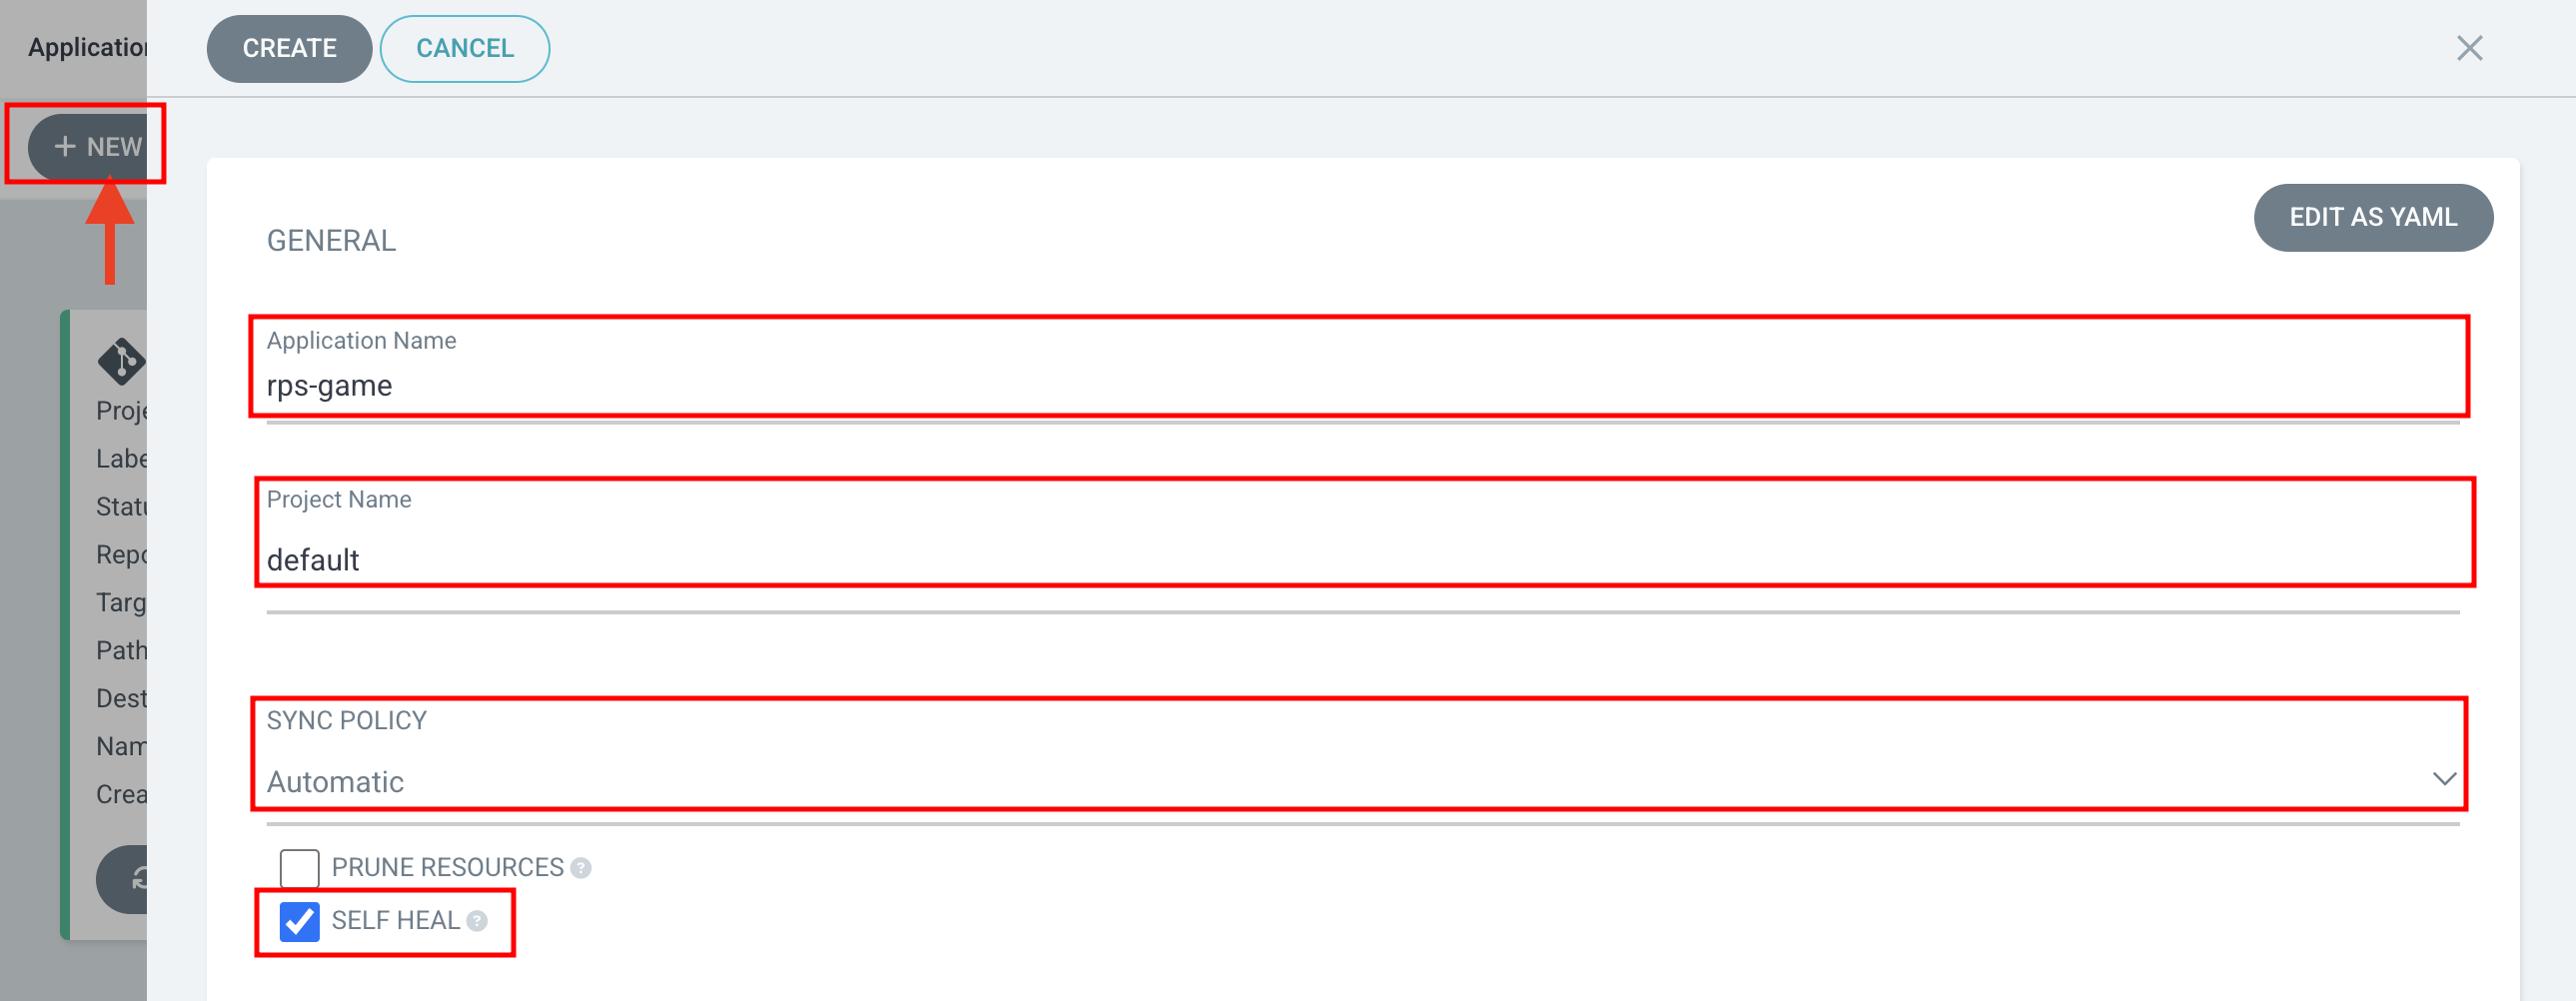 Application
CREATE
CANCEL
+ NEW
EDIT AS YAML
GENERAL
Application Name
rps-game
Project Name
default
SYNC POLICY
Automatic
PRUNE RESOURCES ?
SELF HEAL ?
Proje
Labe
Statu
Repo
Targ
Path
Dest
Nam
Crea